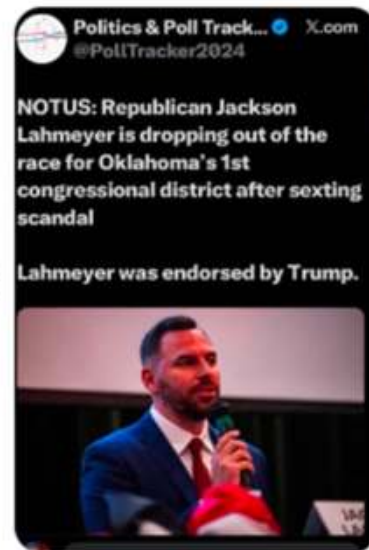 Politics & Poll Track...
X.com
@PollTracker2024
NOTUS: Republican Jackson
Lahmeyer is dropping out of the
race for Oklahoma's 1st
congressional district after sexting
scandal
Lahmeyer was endorsed by Trump.